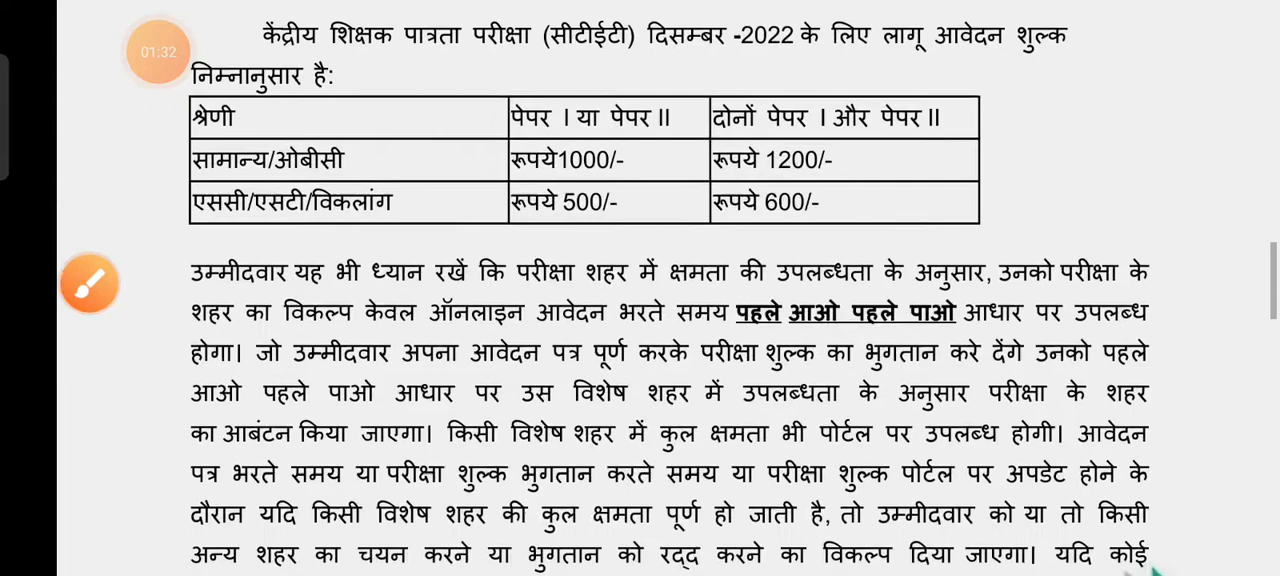 केंद्रीय शिक्षक पात्रता परीक्षा (सीटीईटी) दिसम्बर -2022 के लिए लागू आवेदन शुल्क
01:32
निम्नानुसार है:
श्रेणी पेपर I या पेपर II दोनों पेपर I और पेपर II
सामान्य/ओबीसी रूपये1000/- रूपये 1200/-
एससी/एसटी/विकलांग रूपये 500/- रूपये 600/-
उम्मीदवार यह भी ध्यान रखें कि परीक्षा शहर में क्षमता की उपलब्धता के अनुसार, उनको परीक्षा के
शहर का विकल्प केवल ऑनलाइन आवेदन भरते समय पहले आओ पहले पाओ आधार पर उपलब्ध
होगा। जो उम्मीदवार अपना आवेदन पत्र पूर्ण करके परीक्षा शुल्क का भुगतान करे देंगे उनको पहले
आओ पहले पाओ आधार पर उस विशेष शहर में उपलब्धता के अनुसार परीक्षा के शहर
का आबंटन किया जाएगा। किसी विशेष शहर में कुल क्षमता भी पोर्टल पर उपलब्ध होगी। आवेदन
पत्र भरते समय या परीक्षा शुल्क भुगतान करते समय या परीक्षा शुल्क पोर्टल पर अपडेट होने के
दौरान यदि किसी विशेष शहर की कुल क्षमता पूर्ण हो जाती है, तो उम्मीदवार को या तो किसी
अन्य शहर का चयन करने या भुगतान को रद्द करने का विकल्प दिया जाएगा। यदि कोई